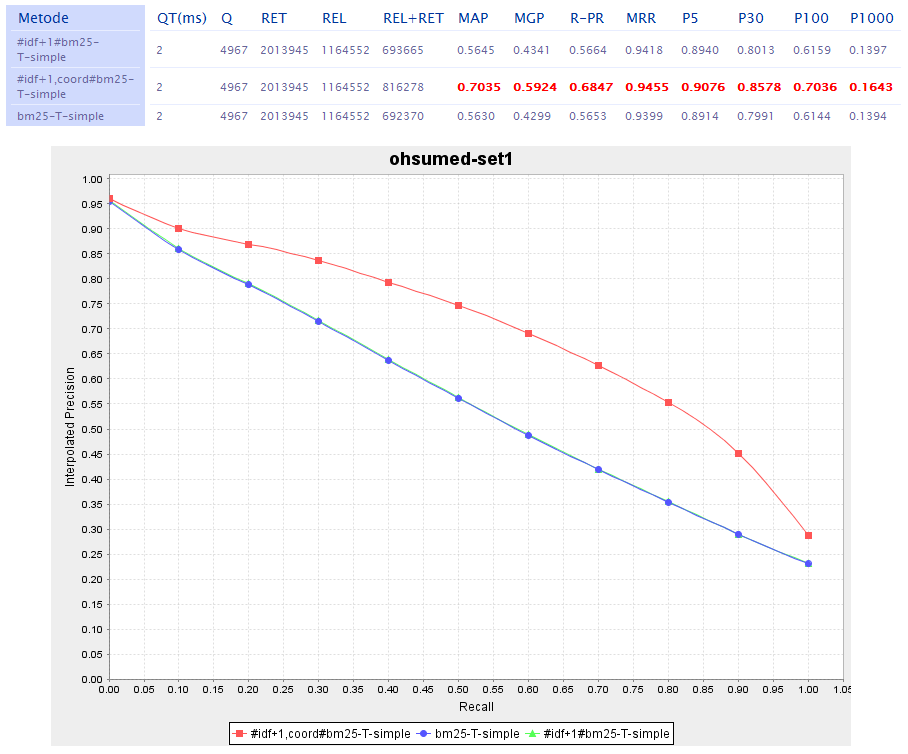 Metode QT(ms) Q RET REL REL+RET MAP MGP R-PR MRR P5 P30 P100 P1000
#idf+1#bm25-
T-simple 2 4967 2013945 1164552 693665 0.5645 0.4341 0.5664 0.9418 0.8940 0.8013 0.6159 0.1397
#idf+1,coord#bm25-
T-simple 2 4967 2013945 1164552 816278 0.7035 0.5924 0.6847 0.9455 0.9076 0.8578 0.7036 0.1643
bm25-T-simple 2 4967 2013945 1164552 692370 0.5630 0.4299 0.5653 0.9399 0.8914 0.7991 0.6144 0.1394
ohsumed-set1
1.00
0.95
0.90
0.85
0.80
0.75
0.70
0.65
0.60
0.55
0.50
0.45
0.40
0.35
0.30
0.25
0.20
0.15
0.10
0.05
0.00
Interpolated Precision
0.00 0.05 0.10 0.15 0.20 0.25 0.30 0.35 0.40 0.45 0.50 0.55 0.60 0.65 0.70 0.75 0.80 0.85 0.90 0.95 1.00 1.05
Recall
#idf+1,coord#bm25-T-simple bm25-T-simple #idf+1#bm25-T-simple